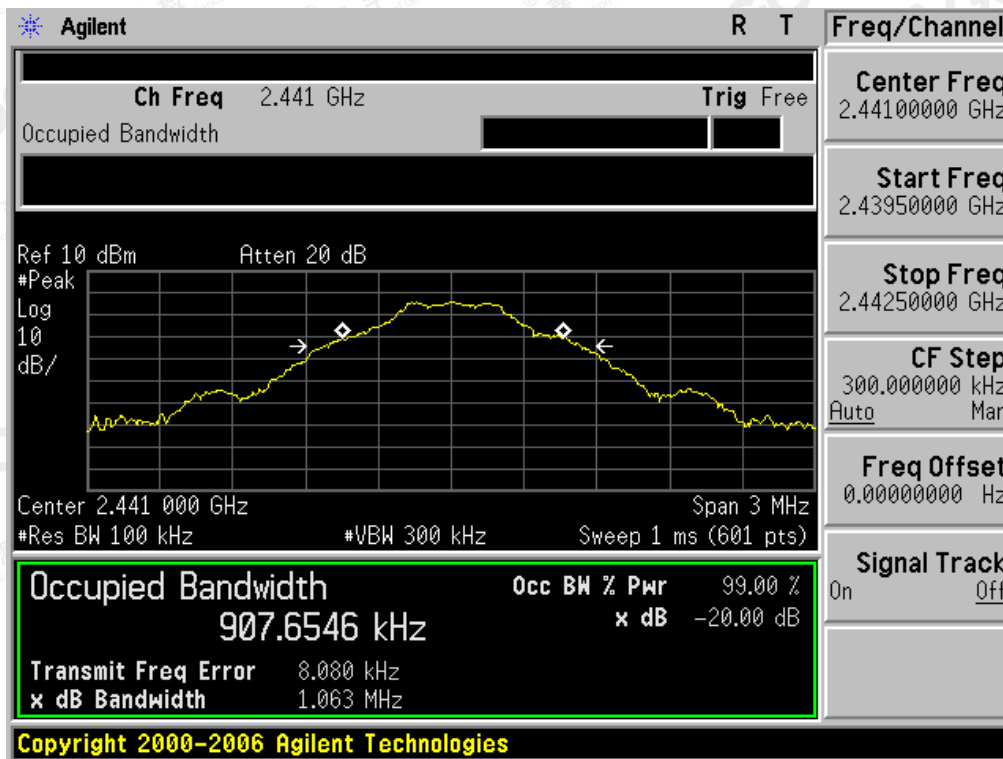 Agilent R T
Freq/Channel
Ch Freq 2.441 GHz Trig Free
Occupied Bandwidth
Ref 10 dBm Atten 20 dB
#Peak
Log
10
dB/
Center 2.441 000 GHz Span 3 MHz
#Res BW 100 kHz #VBW 300 kHz Sweep 1 ms (601 pts)
Occupied Bandwidth Occ BW % Pwr 99.00 %
907.6546 kHz x dB -20.00 dB
Transmit Freq Error 8.080 kHz
x dB Bandwidth 1.063 MHz
Copyright 2000-2006 Agilent Technologies
Center Freq
2.44100000 GHz
Start Freq
2.43950000 GHz
Stop Freq
2.44250000 GHz
CF Step
300.000000 kHz
Auto Man
Freq Offset
0.00000000 Hz
Signal Track
On Off